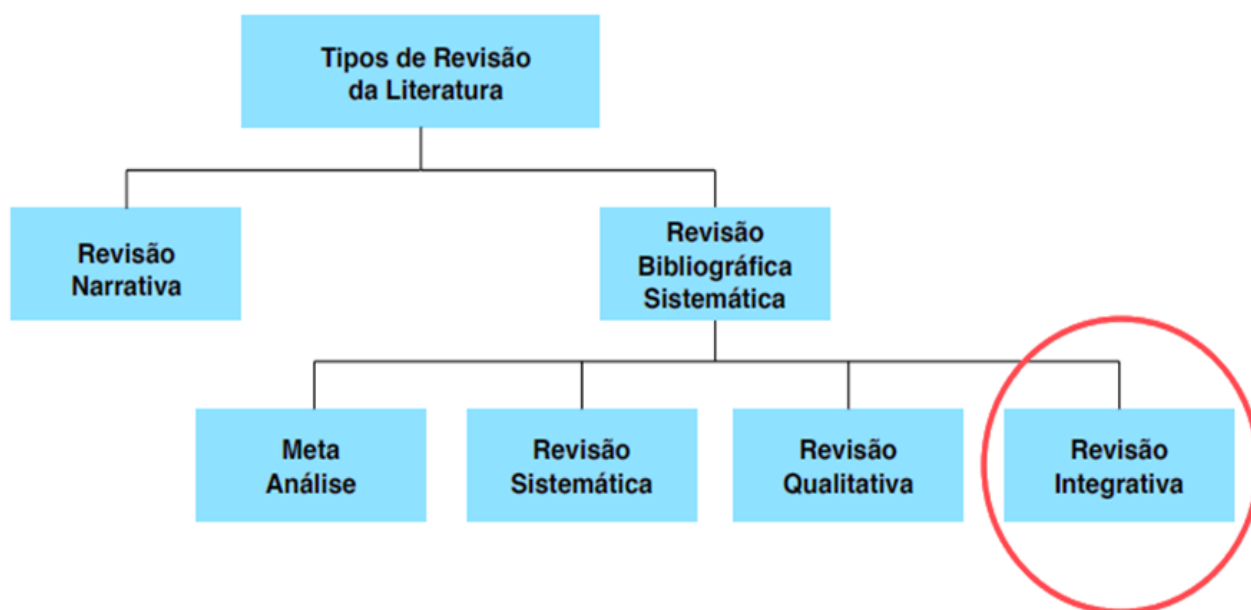 Tipos de Revisão
da Literatura
Revisão
Narrativa
Revisão
Bibliográfica
Sistemática
Meta
Análise
Revisão
Sistemática
Revisão
Qualitativa
Revisão
Integrativa